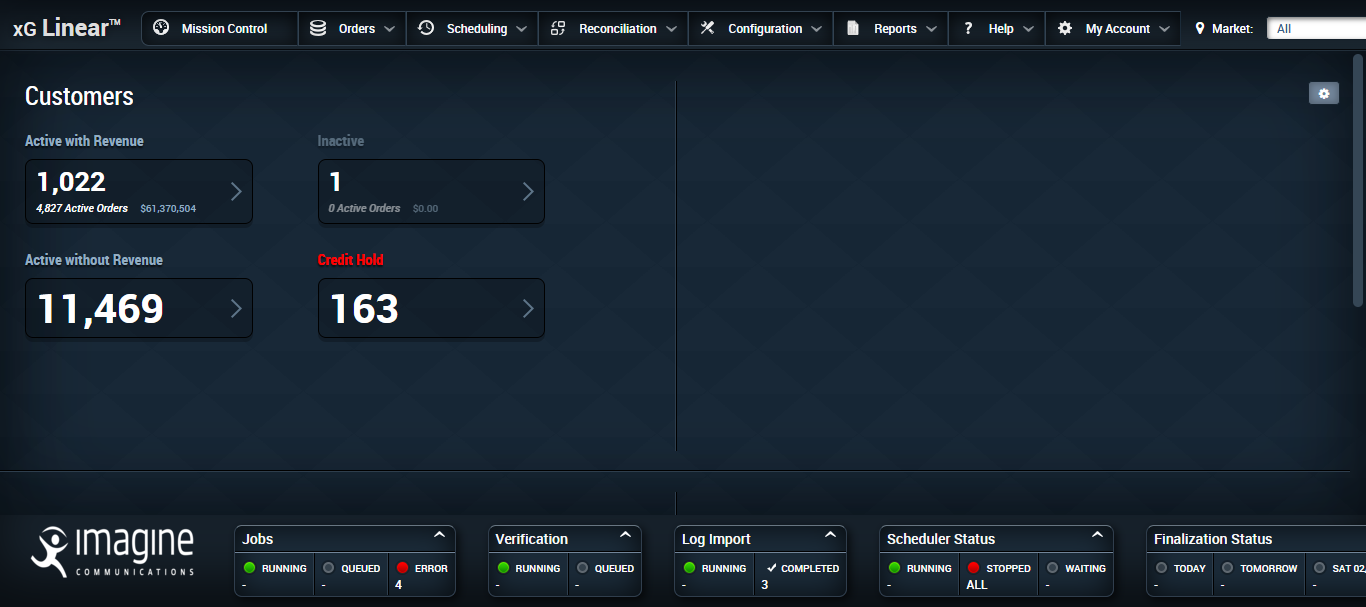 xG Linear™ Mission Control Orders Scheduling Reconciliation Configuration Reports ? Help My Account Market: All
Customers
Active with Revenue Inactive
1,022 1
4,827 Active Orders $61,370,504 0 Active Orders $0.00
Active without Revenue Credit Hold
11,469 163
imagine
COMMUNICATIONS
Jobs Verification Log Import Scheduler Status Finalization Status
RUNNING QUEUED ERROR RUNNING QUEUED RUNNING COMPLETED RUNNING STOPPED WAITING TODAY TOMORROW SAT 02,
- - 4 - - - 3 - ALL - - - -